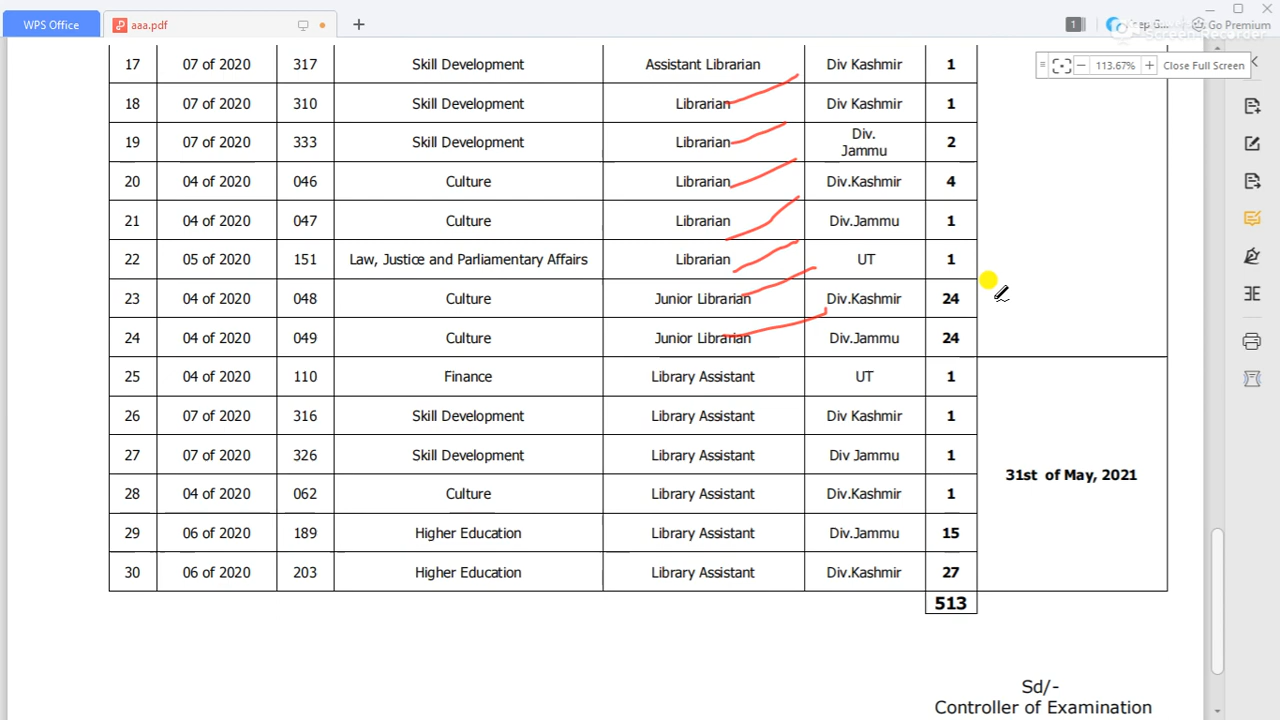 WPS Office aaa.pdf + 1 Go Premium
Screen Recorder
113.67% Close Full Screen
17 07 of 2020 317 Skill Development Assistant Librarian Div Kashmir 1
18 07 of 2020 310 Skill Development Librarian Div Kashmir 1
19 07 of 2020 333 Skill Development Librarian Div. Jammu 2
20 04 of 2020 046 Culture Librarian Div.Kashmir 4
21 04 of 2020 047 Culture Librarian Div.Jammu 1
22 05 of 2020 151 Law, Justice and Parliamentary Affairs Librarian UT 1
23 04 of 2020 048 Culture Junior Librarian Div.Kashmir 24
24 04 of 2020 049 Culture Junior Librarian Div.Jammu 24
25 04 of 2020 110 Finance Library Assistant UT 1
26 07 of 2020 316 Skill Development Library Assistant Div Kashmir 1
27 07 of 2020 326 Skill Development Library Assistant Div Jammu 1
31st of May, 2021
28 04 of 2020 062 Culture Library Assistant Div.Kashmir 1
29 06 of 2020 189 Higher Education Library Assistant Div.Jammu 15
30 06 of 2020 203 Higher Education Library Assistant Div.Kashmir 27
513
Sd/-
Controller of Examination